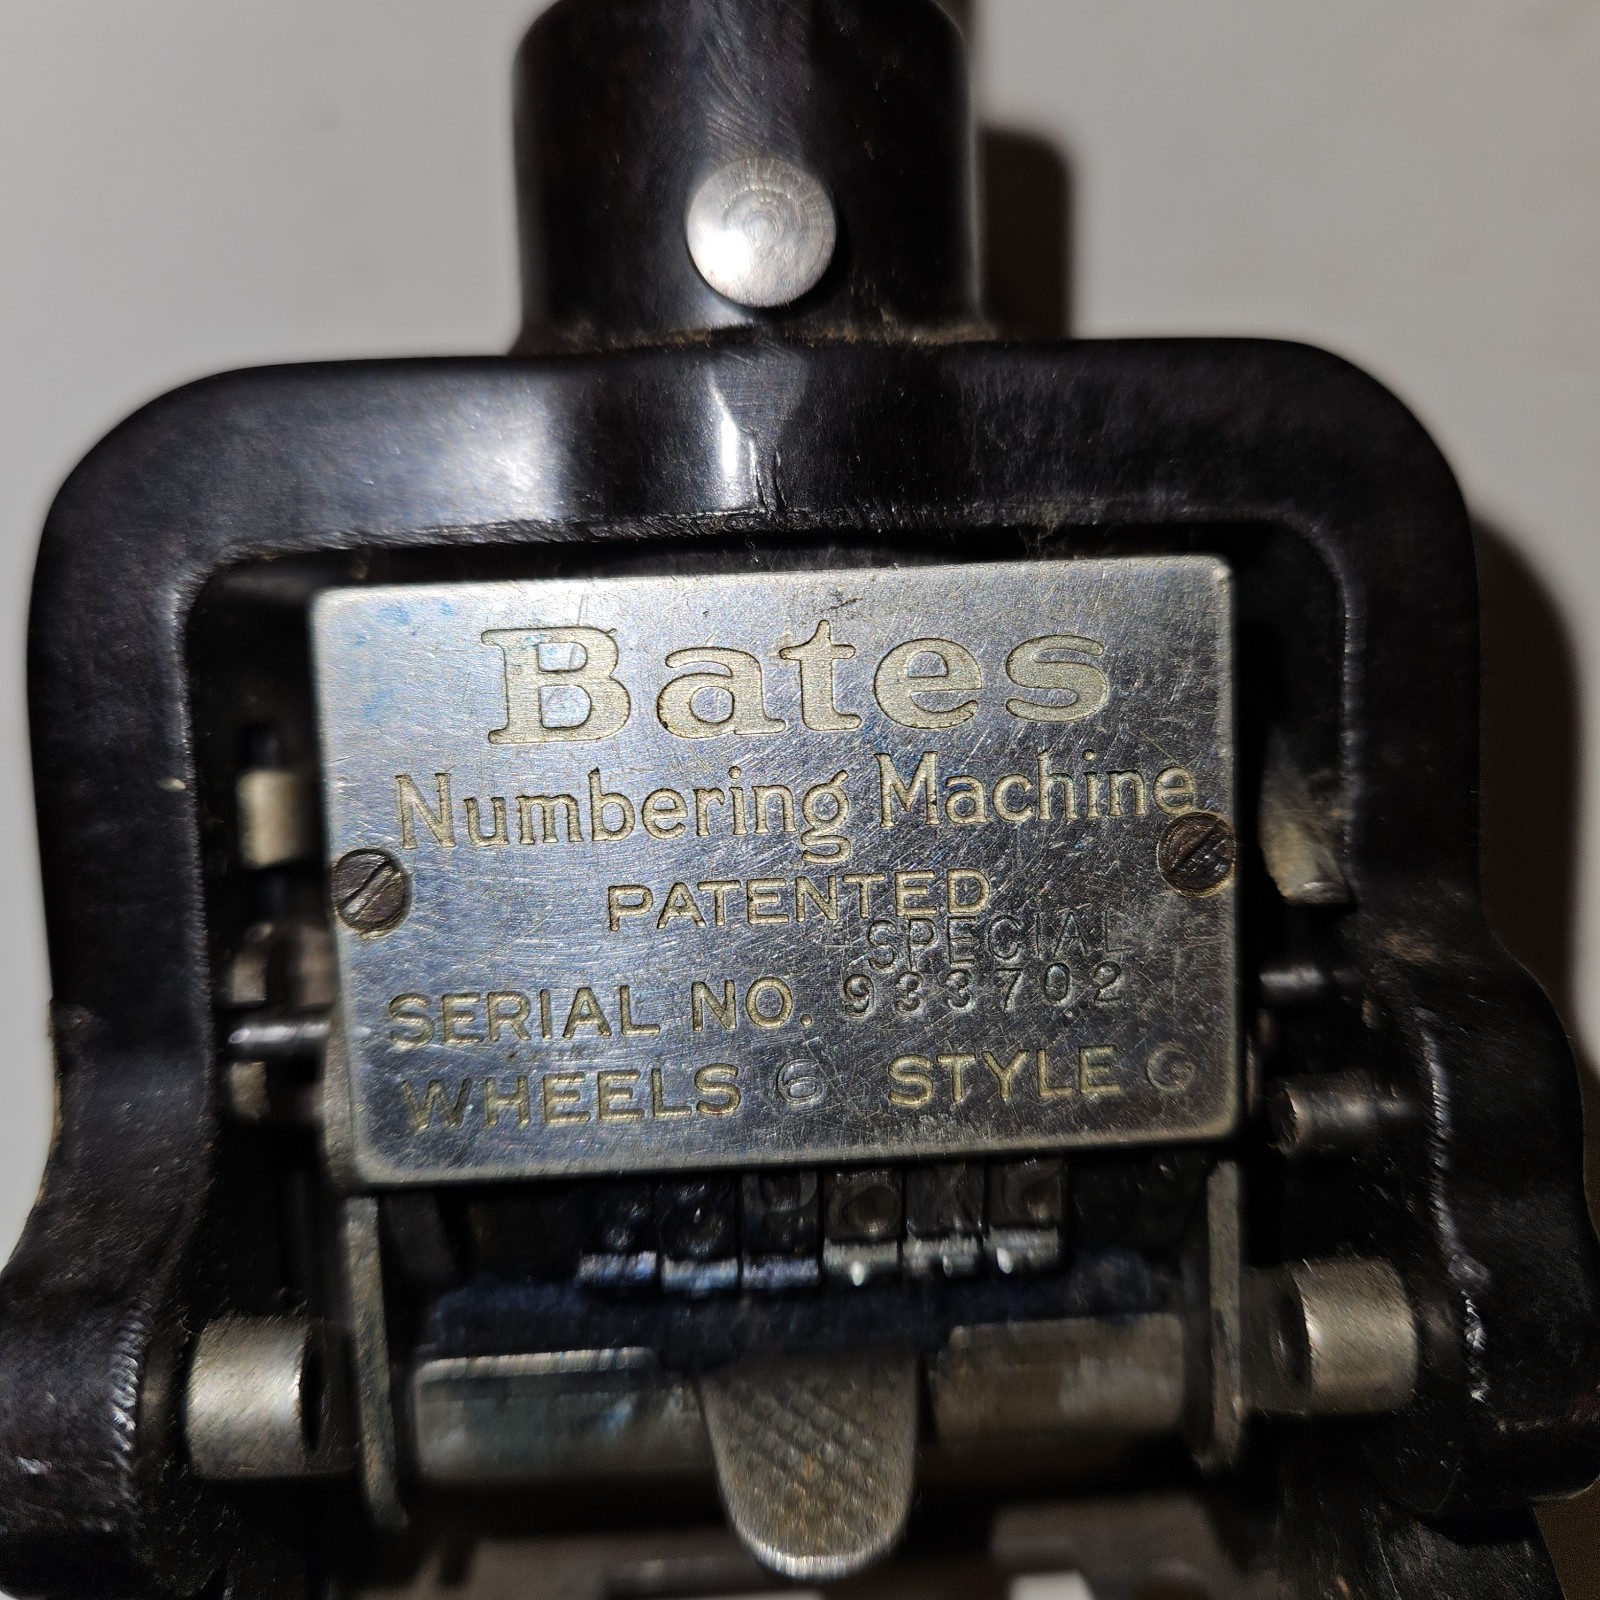 Bates
Numbering Machine
PATENTED
SPECIAL
SERIAL NO. 933702
WHEELS 6 STYLE G